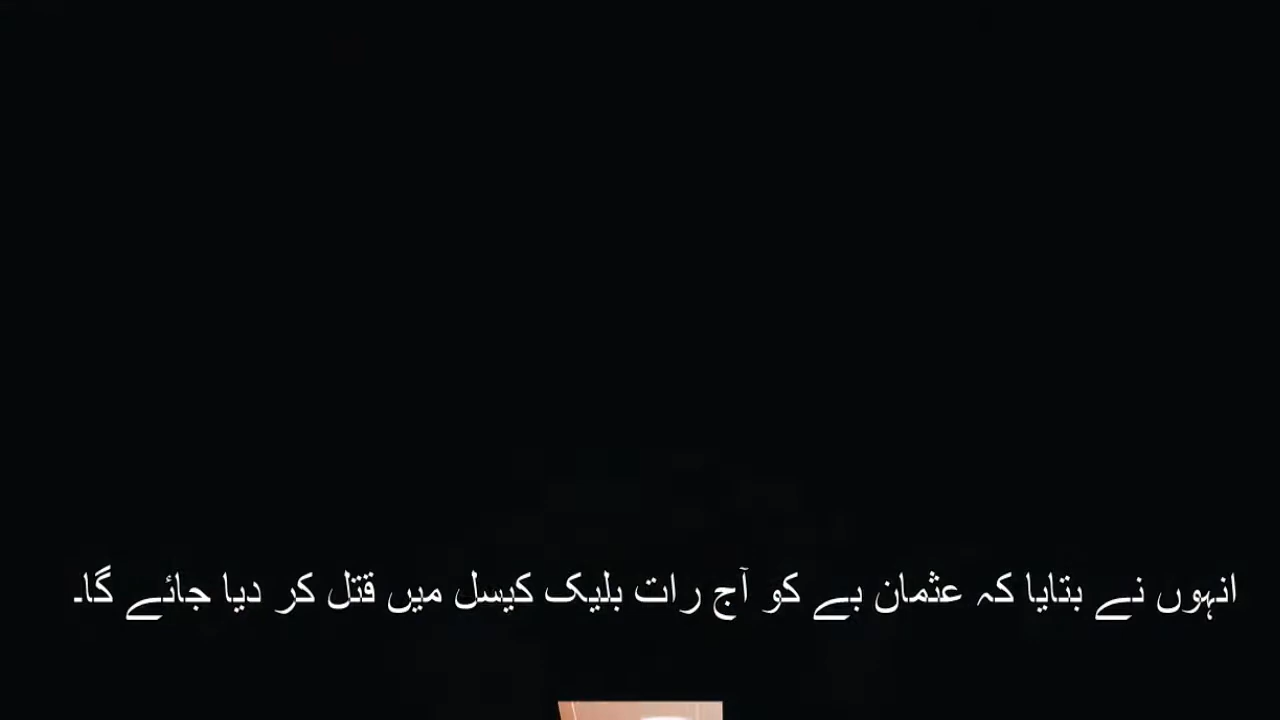 انہوں نے بتایا کہ عثمان بے کو آج رات بلیک کیسل میں قتل کر دیا جائے گا۔